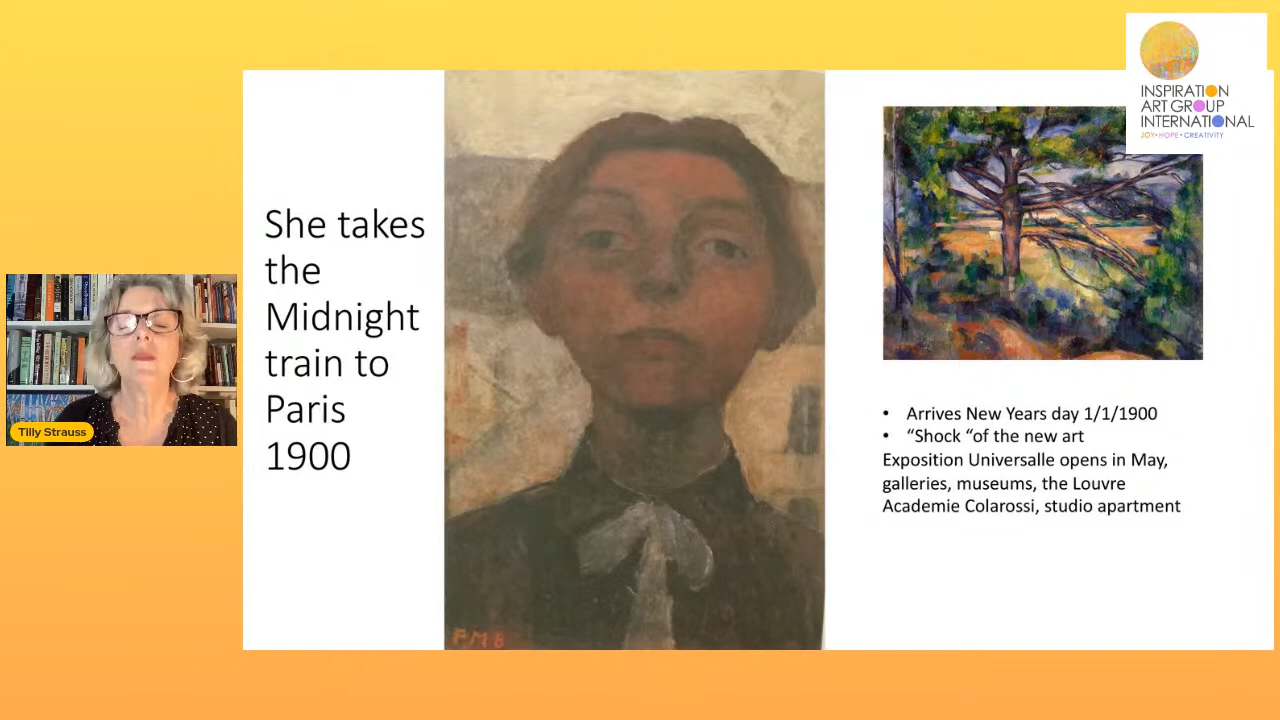 INSPIRATION
ART GROUP
INTERNATIONAL
JOY • HOPE • CREATIVITY
She takes
the
Midnight
train to
Paris
1900
Tilly Strauss
PMB
• Arrives New Years day 1/1/1900
• “Shock “of the new art
Exposition Universalle opens in May,
galleries, museums, the Louvre
Academie Colarossi, studio apartment